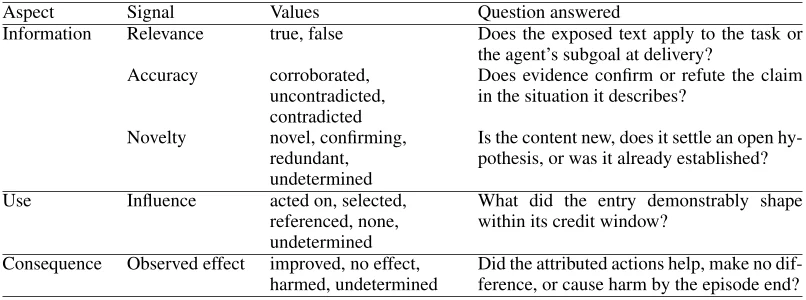 Aspect Signal Values Question answered
Information Relevance true, false Does the exposed text apply to the task or
the agent's subgoal at delivery?
Accuracy corroborated, Does evidence confirm or refute the claim
uncontradicted, in the situation it describes?
contradicted
Novelty novel, confirming, Is the content new, does it settle an open hy-
redundant, pothesis, or was it already established?
undetermined
Use Influence acted on, selected, What did the entry demonstrably shape
referenced, none, within its credit window?
undetermined
Consequence Observed effect improved, no effect, Did the attributed actions help, make no dif-
harmed, undetermined ference, or cause harm by the episode end?